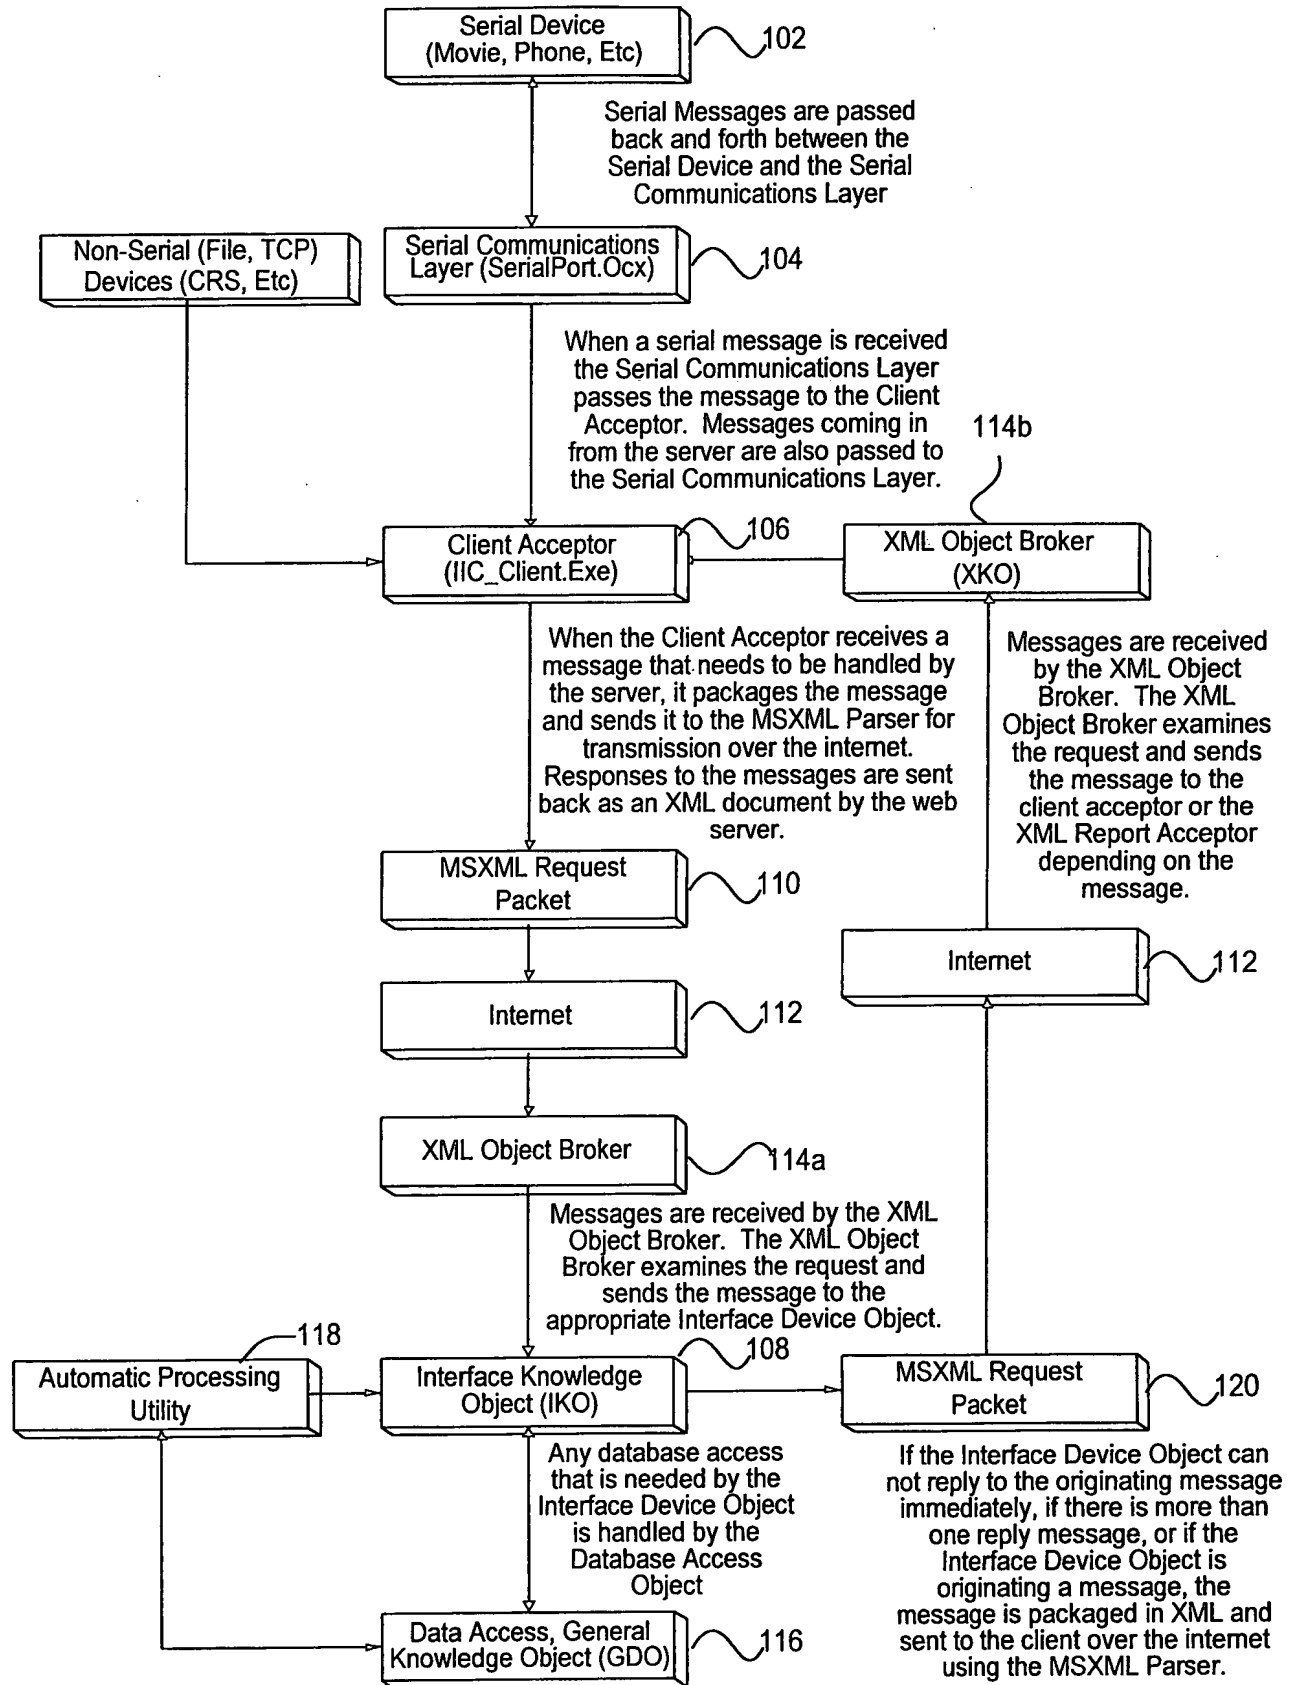 Serial Device
(Movie, Phone, Etc)
102
Serial Messages are passed
back and forth between the
Serial Device and the Serial
Communications Layer
Non-Serial (File, TCP)
Devices (CRS, Etc)
Serial Communications
Layer (SerialPort.Ocx)
104
When a serial message is received
the Serial Communications Layer
passes the message to the Client
Acceptor. Messages coming in
from the server are also passed to
the Serial Communications Layer.
114b
Client Acceptor
(IIC_Client.Exe)
106
XML Object Broker
(XKO)
When the Client Acceptor receives a
message that needs to be handled by
the server, it packages the message
and sends it to the MSXML Parser for
transmission over the internet.
Responses to the messages are sent
back as an XML document by the web
server.
Messages are received
by the XML Object
Broker. The XML
Object Broker examines
the request and sends
the message to the
client acceptor or the
XML Report Acceptor
depending on the
message.
MSXML Request
Packet
110
Internet
112
Internet
112
XML Object Broker
114a
Messages are received by the XML
Object Broker. The XML Object
Broker examines the request and
sends the message to the
appropriate Interface Device Object.
118
Automatic Processing
Utility
Interface Knowledge
Object (IKO)
108
MSXML Request
Packet
120
Any database access
that is needed by the
Interface Device Object
is handled by the
Database Access
Object
If the Interface Device Object can
not reply to the originating message
immediately, if there is more than
one reply message, or if the
Interface Device Object is
originating a message, the
message is packaged in XML and
sent to the client over the internet
using the MSXML Parser.
Data Access, General
Knowledge Object (GDO)
116